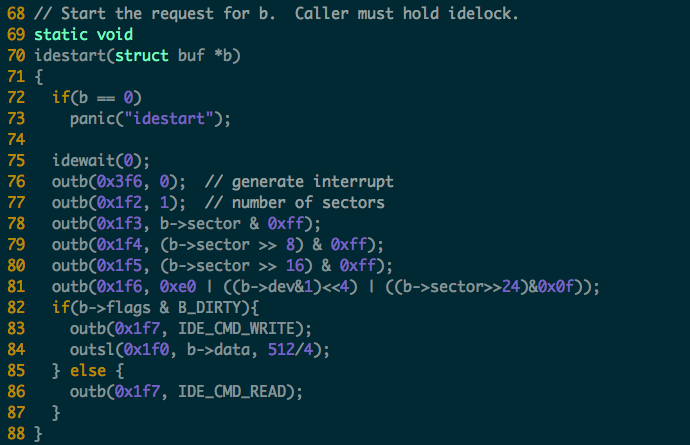 68 // Start the request for b.  Caller must hold idelock.
69 static void
70 idestart(struct buf *b)
71 {
72   if(b == 0)
73     panic("idestart");
74
75   idewait(0);
76   outb(0x3f6, 0);  // generate interrupt
77   outb(0x1f2, 1);  // number of sectors
78   outb(0x1f3, b->sector & 0xff);
79   outb(0x1f4, (b->sector >> 8) & 0xff);
80   outb(0x1f5, (b->sector >> 16) & 0xff);
81   outb(0x1f6, 0xe0 | ((b->dev&1)<<4) | ((b->sector>>24)&0x0f));
82   if(b->flags & B_DIRTY){
83     outb(0x1f7, IDE_CMD_WRITE);
84     outsl(0x1f0, b->data, 512/4);
85   } else {
86     outb(0x1f7, IDE_CMD_READ);
87   }
88 }